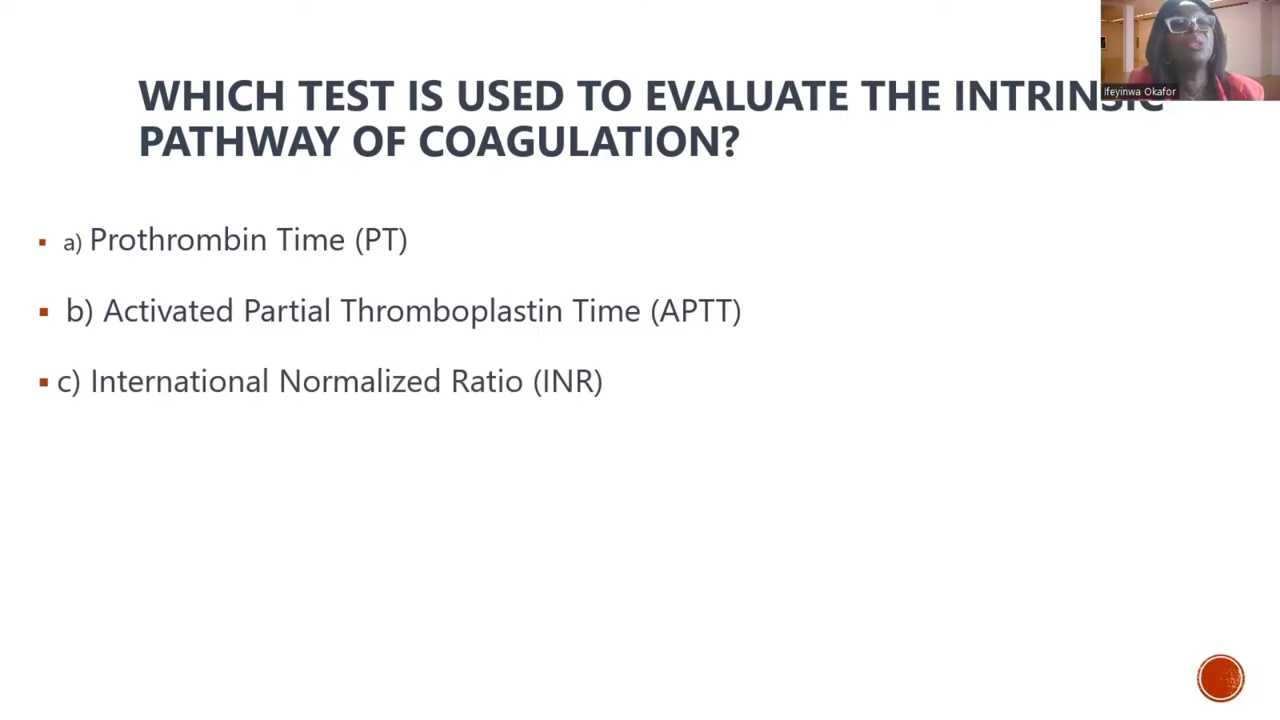 WHICH TEST IS USED TO EVALUATE THE INTRINSIC
PATHWAY OF COAGULATION?
Ifeyinwa Okafor
▪ a) Prothrombin Time (PT)
▪ b) Activated Partial Thromboplastin Time (APTT)
▪ c) International Normalized Ratio (INR)